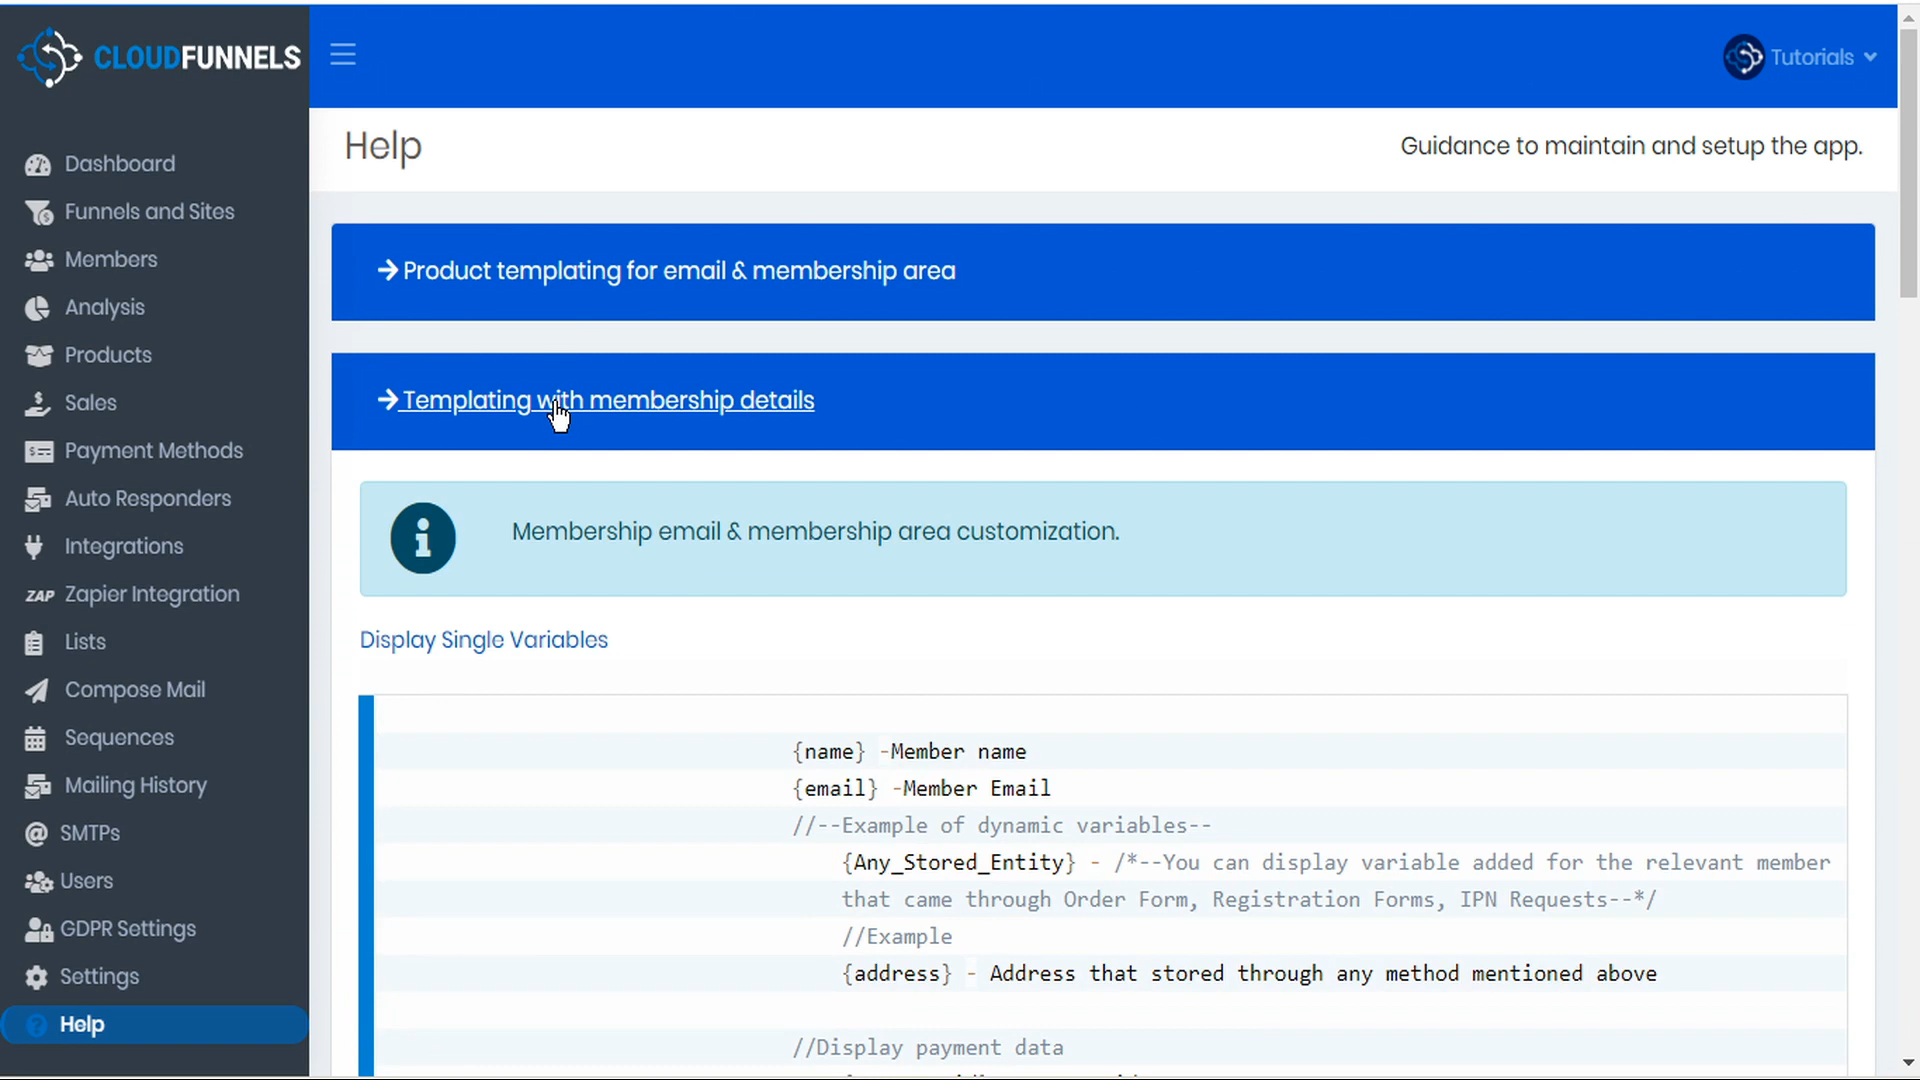 CLOUDFUNNELS
Tutorials
Help
Guidance to maintain and setup the app.
Dashboard
Funnels and Sites
Members
Analysis
Products
Sales
Payment Methods
Auto Responders
Integrations
ZAP Zapier Integration
Lists
Compose Mail
Sequences
Mailing History
SMTPs
Users
GDPR Settings
Settings
Help
Product templating for email & membership area
Templating with membership details
Membership email & membership area customization.
Display Single Variables
{name} -Member name
{email} -Member Email
//--Example of dynamic variables--
{Any_Stored_Entity} - /*--You can display variable added for the relevant member
that came through Order Form, Registration Forms, IPN Requests--*/
//Example
{address} - Address that stored through any method mentioned above
//Display payment data